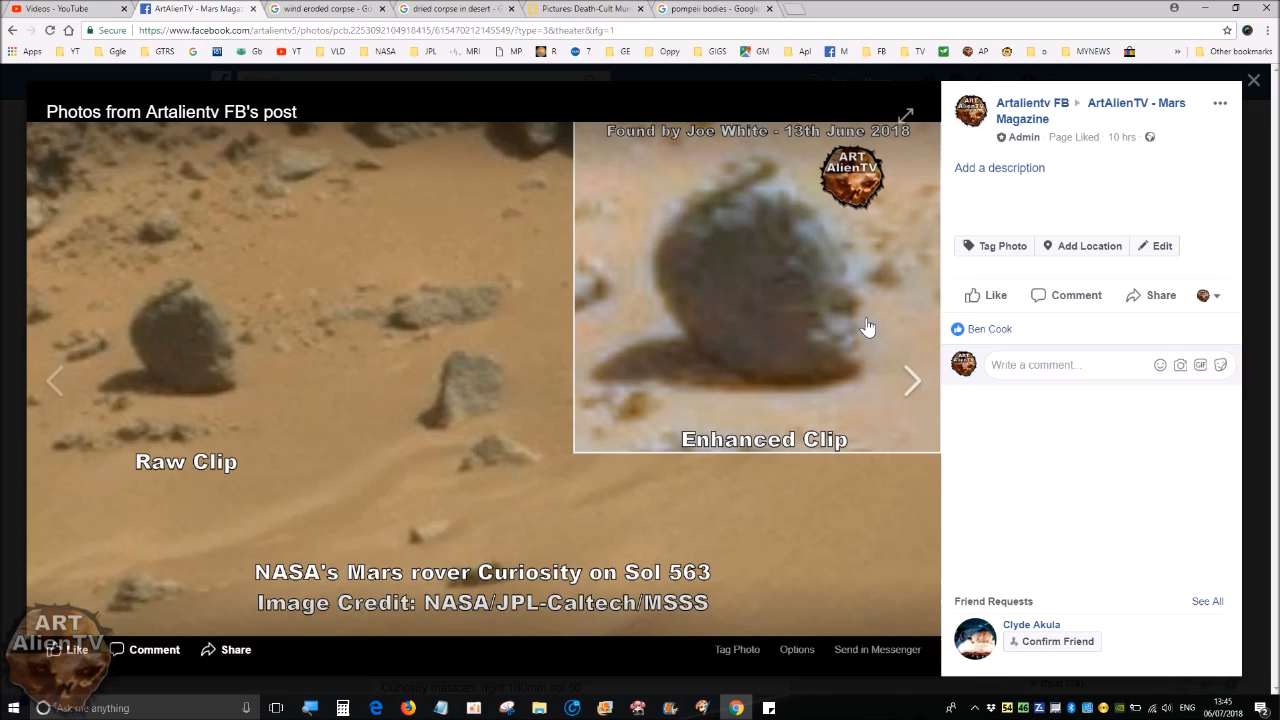 Videos - YouTube
ArtAlienTV - Mars Maga:
wind eroded corpse - Go
dried corpse in desert - G
Pictures: Death-Cult Mum
pompeii bodies - Google
Secure
https://www.facebook.com/artalientv5/photos/pcb.2253092104918415/615470212145549/?type=3&theater&ifg=1
Apps YT Ggle GTRS G VLD YT NASA JPL MRI MP R 7 GE Oppy GIGS GM Apl M FB TV AP o MYNEWS Other bookmarks
Photos from Artalientv FB's post
Found by Joe White - 13th June 2018
ART
AlienTV
Raw Clip
Enhanced Clip
NASA's Mars rover Curiosity on Sol 563
Image Credit: NASA/JPL-Caltech/MSSS
ART
AlienTV
Like Comment Share
Tag Photo Options Send in Messenger
Artalientv FB ArtAlienTV - Mars
Magazine
Admin Page Liked 10 hrs
Add a description
Tag Photo Add Location Edit
Like Comment Share
Ben Cook
Write a comment...
GIF
Friend Requests See All
Clyde Akula
Confirm Friend
Ask me anything
54 46
ENG
13:45
06/07/2018